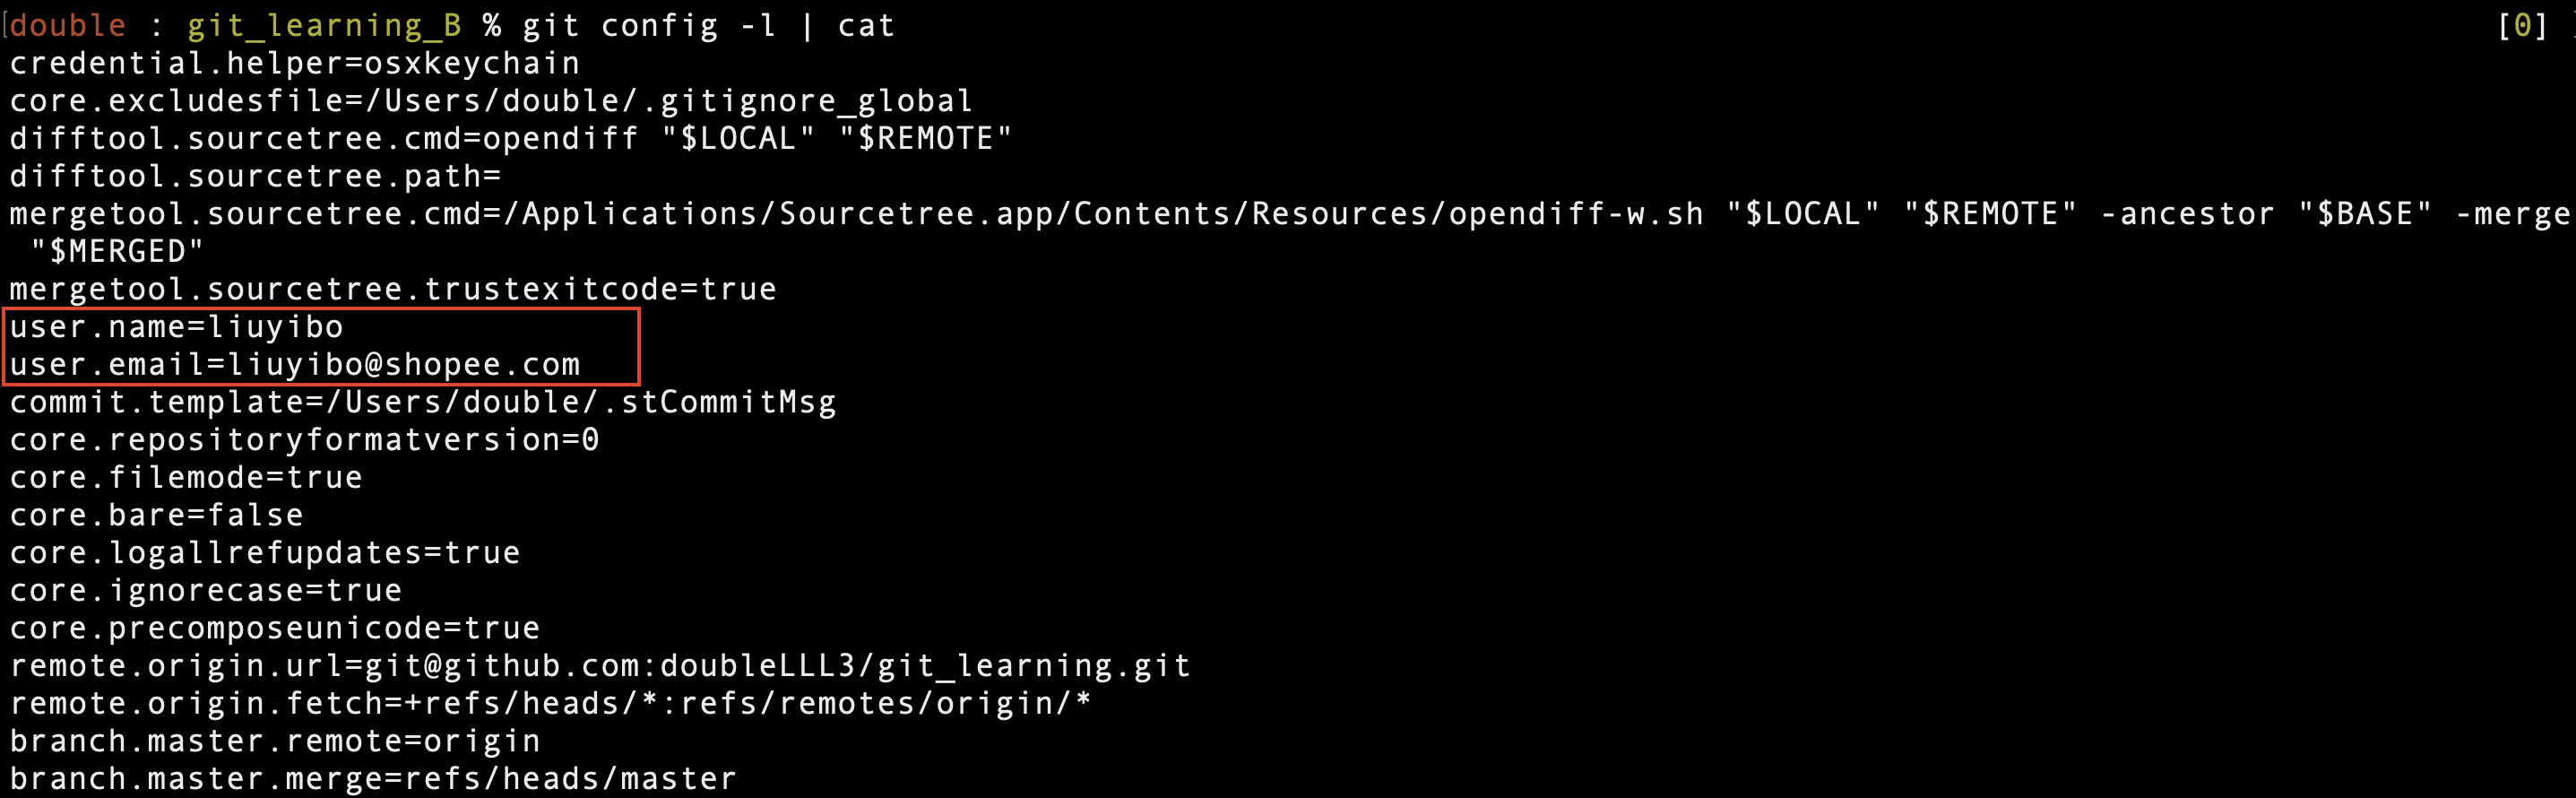 double : git_learning_B % git config -l | cat [0]
credential.helper=osxkeychain
core.excludesfile=/Users/double/.gitignore_global
difftool.sourcetree.cmd=opendiff "$LOCAL" "$REMOTE"
difftool.sourcetree.path=
mergetool.sourcetree.cmd=/Applications/Sourcetree.app/Contents/Resources/opendiff-w.sh "$LOCAL" "$REMOTE" -ancestor "$BASE" -merge
"$MERGED"
mergetool.sourcetree.trustexitcode=true
user.name=liuyibo
user.email=liuyibo@shopee.com
commit.template=/Users/double/.stCommitMsg
core.repositoryformatversion=0
core.filemode=true
core.bare=false
core.logallrefupdates=true
core.ignorecase=true
core.precomposeunicode=true
remote.origin.url=git@github.com:doubleLLL3/git_learning.git
remote.origin.fetch=+refs/heads/*:refs/remotes/origin/*
branch.master.remote=origin
branch.master.merge=refs/heads/master